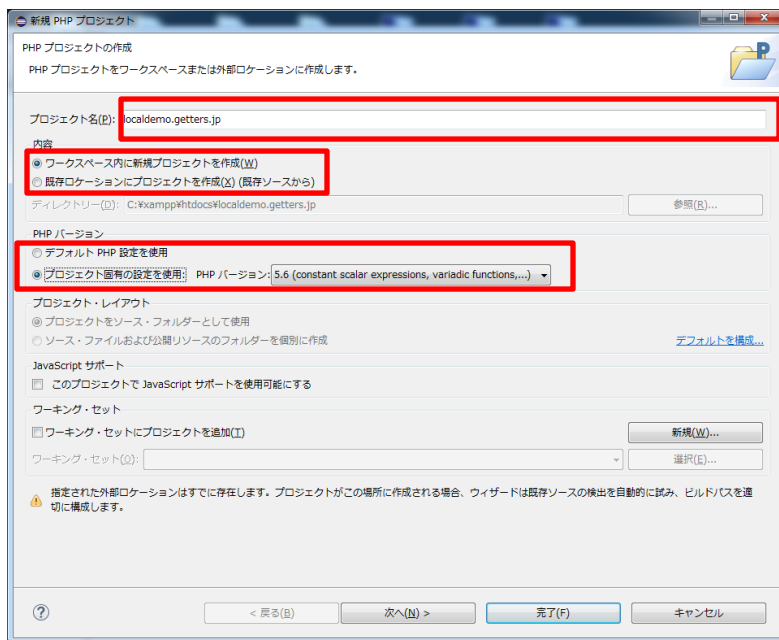 新規 PHP プロジェクト
PHP プロジェクトの作成
PHP プロジェクトをワークスペースまたは外部ロケーションに作成します。
プロジェクト名(P): localdemo.getters.jp
内容
ワークスペース内に新規プロジェクトを作成(W)
既存ロケーションにプロジェクトを作成(X) (既存ソースから)
ディレクトリー(D): C:¥xampp¥htdocs¥localdemo.getters.jp 参照(R)...
PHP バージョン
デフォルト PHP 設定を使用
プロジェクト固有の設定を使用: PHP バージョン: 5.6 (constant scalar expressions, variadic functions,...)
プロジェクト・レイアウト
プロジェクトをソース・フォルダーとして使用
ソース・ファイルおよび公開リソースのフォルダーを個別に作成 デフォルトを構成...
JavaScript サポート
このプロジェクトで JavaScript サポートを使用可能にする
ワーキング・セット
ワーキング・セットにプロジェクトを追加(T) 新規(W)...
ワーキング・セット(O): 選択(E)...
指定された外部ロケーションはすでに存在します。プロジェクトがこの場所に作成される場合、ウィザードは既存ソースの検出を自動的に試み、ビルドパスを適
切に構成します。
< 戻る(B) 次へ(N) > 完了(F) キャンセル